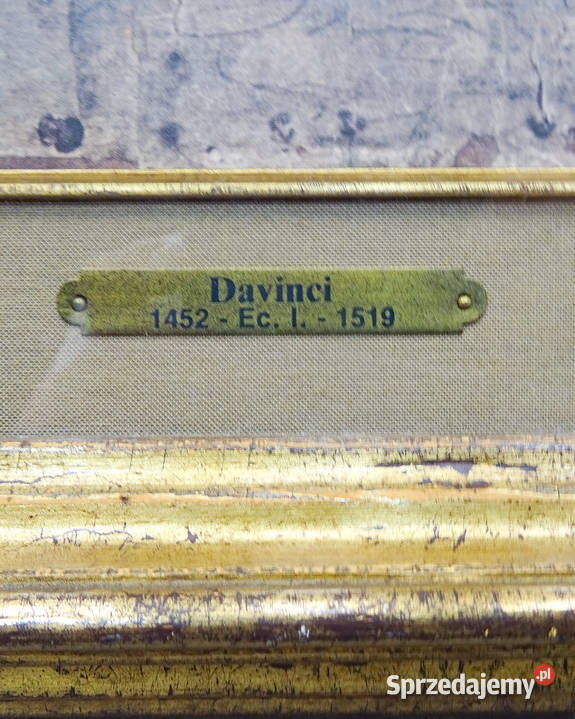 Davinci
1452 - Ec. I. - 1519
Sprzedajemy.pl